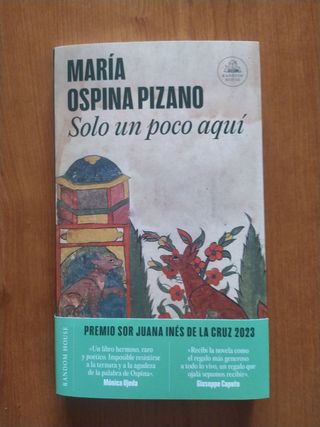 MARÍA
OSPINA PIZANO
Solo un poco aquí
RANDOM HOUSE
PREMIO SOR JUANA INÉS DE LA CRUZ 2023
«Un libro hermoso, raro
y poético. Imposible resistirse
a la ternura y a la agudeza
de la palabra de Ospina».
Mónica Ojeda
«Recibí la novela como
el regalo más generoso
a todo lo vivo, un regalo que
ojalá sepamos recibir».
Giuseppe Caputo
RANDOM HOUSE